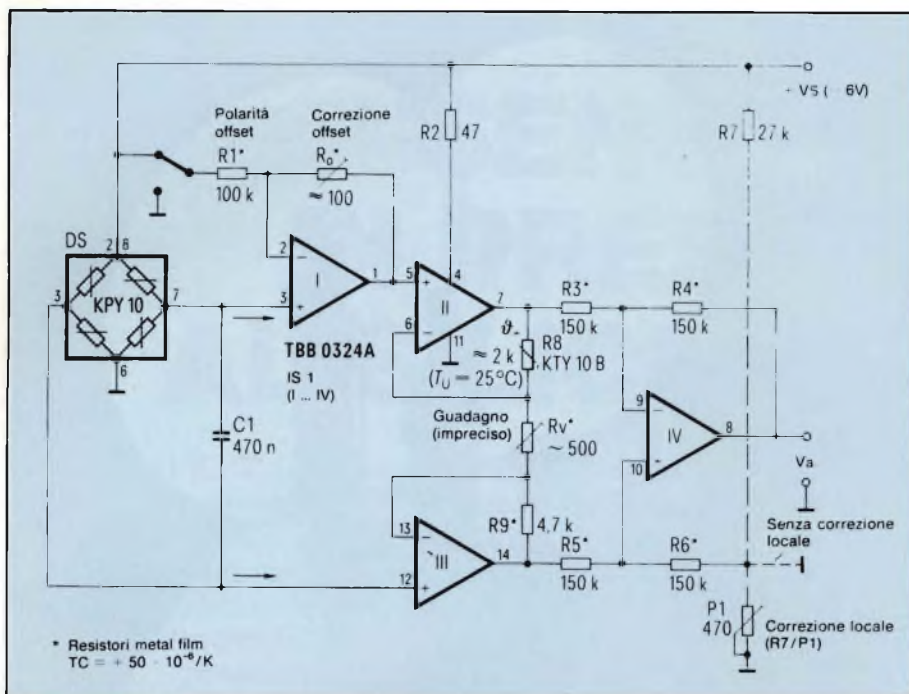 + VS ( 6V)
Polarità
offset
Correzione
offset
R1*
Ro*
100 k
≈ 100
R2
47
R7
27 k
DS
2
8
3
KPY 10
7
6
2
I
3
1
TBB 0324A
IS 1
(I ... IV)
5
4
II
6
11
7
R3*
150 k
R4*
150 k
ϑ-
R8
≈ 2 k
KTY 10 B
(TU = 25°C)
C1
470 n
Guadagno
(impreciso)
Rv*
~500
9
IV
10
8
Va
13
III
12
14
R9*
4,7 k
R5*
150 k
R6*
150 k
Senza correzione
locale
P1
470
Correzione locale
(R7/P1)
* Resistori metal film
TC = + 50 · 10⁻⁶/K